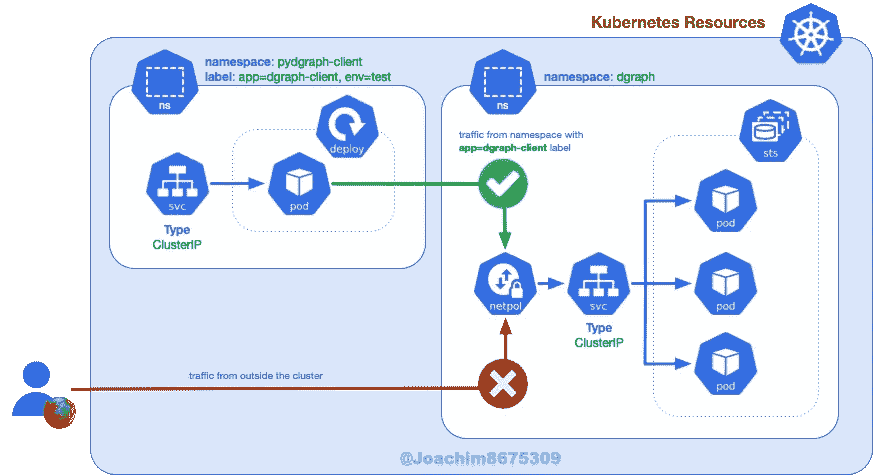 Kubernetes Resources
namespace: pydgraph-client
label: app=dgraph-client, env=test
ns
deploy
svc
pod
Type
ClusterIP
namespace: dgraph
ns
traffic from namespace with
app=dgraph-client label
sts
netpol
svc
Type
ClusterIP
pod
pod
pod
traffic from outside the cluster
@Joachim8675309